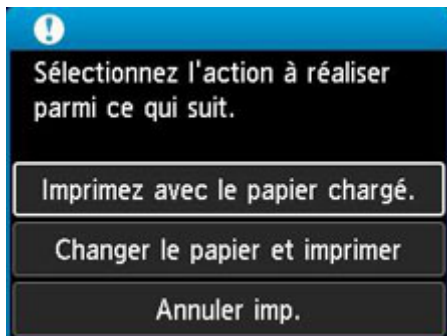 Sélectionnez l'action à réaliser
parmi ce qui suit.
Imprimez avec le papier chargé.
Changer le papier et imprimer
Annuler imp.